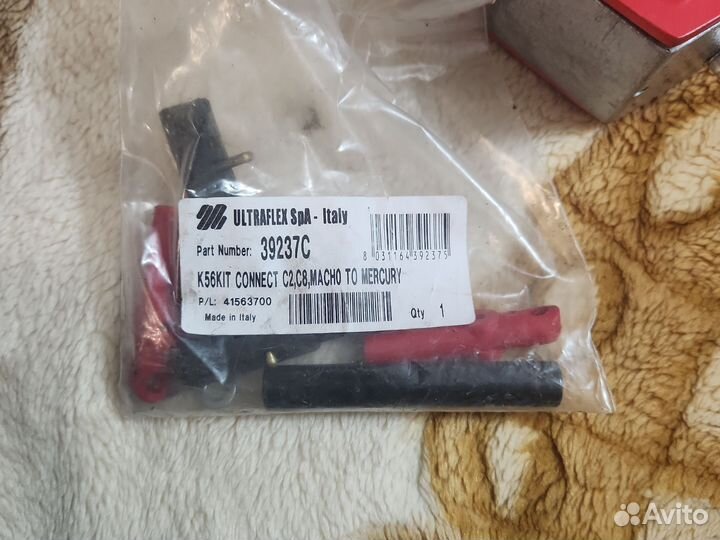 ULTRAFLEX SpA - Italy
Part Number: 39237C
8 031164 392375
K56KIT CONNECT C2,C8,MACHO TO MERCURY
P/L: 41563700
Made in Italy
Qty 1
Avito